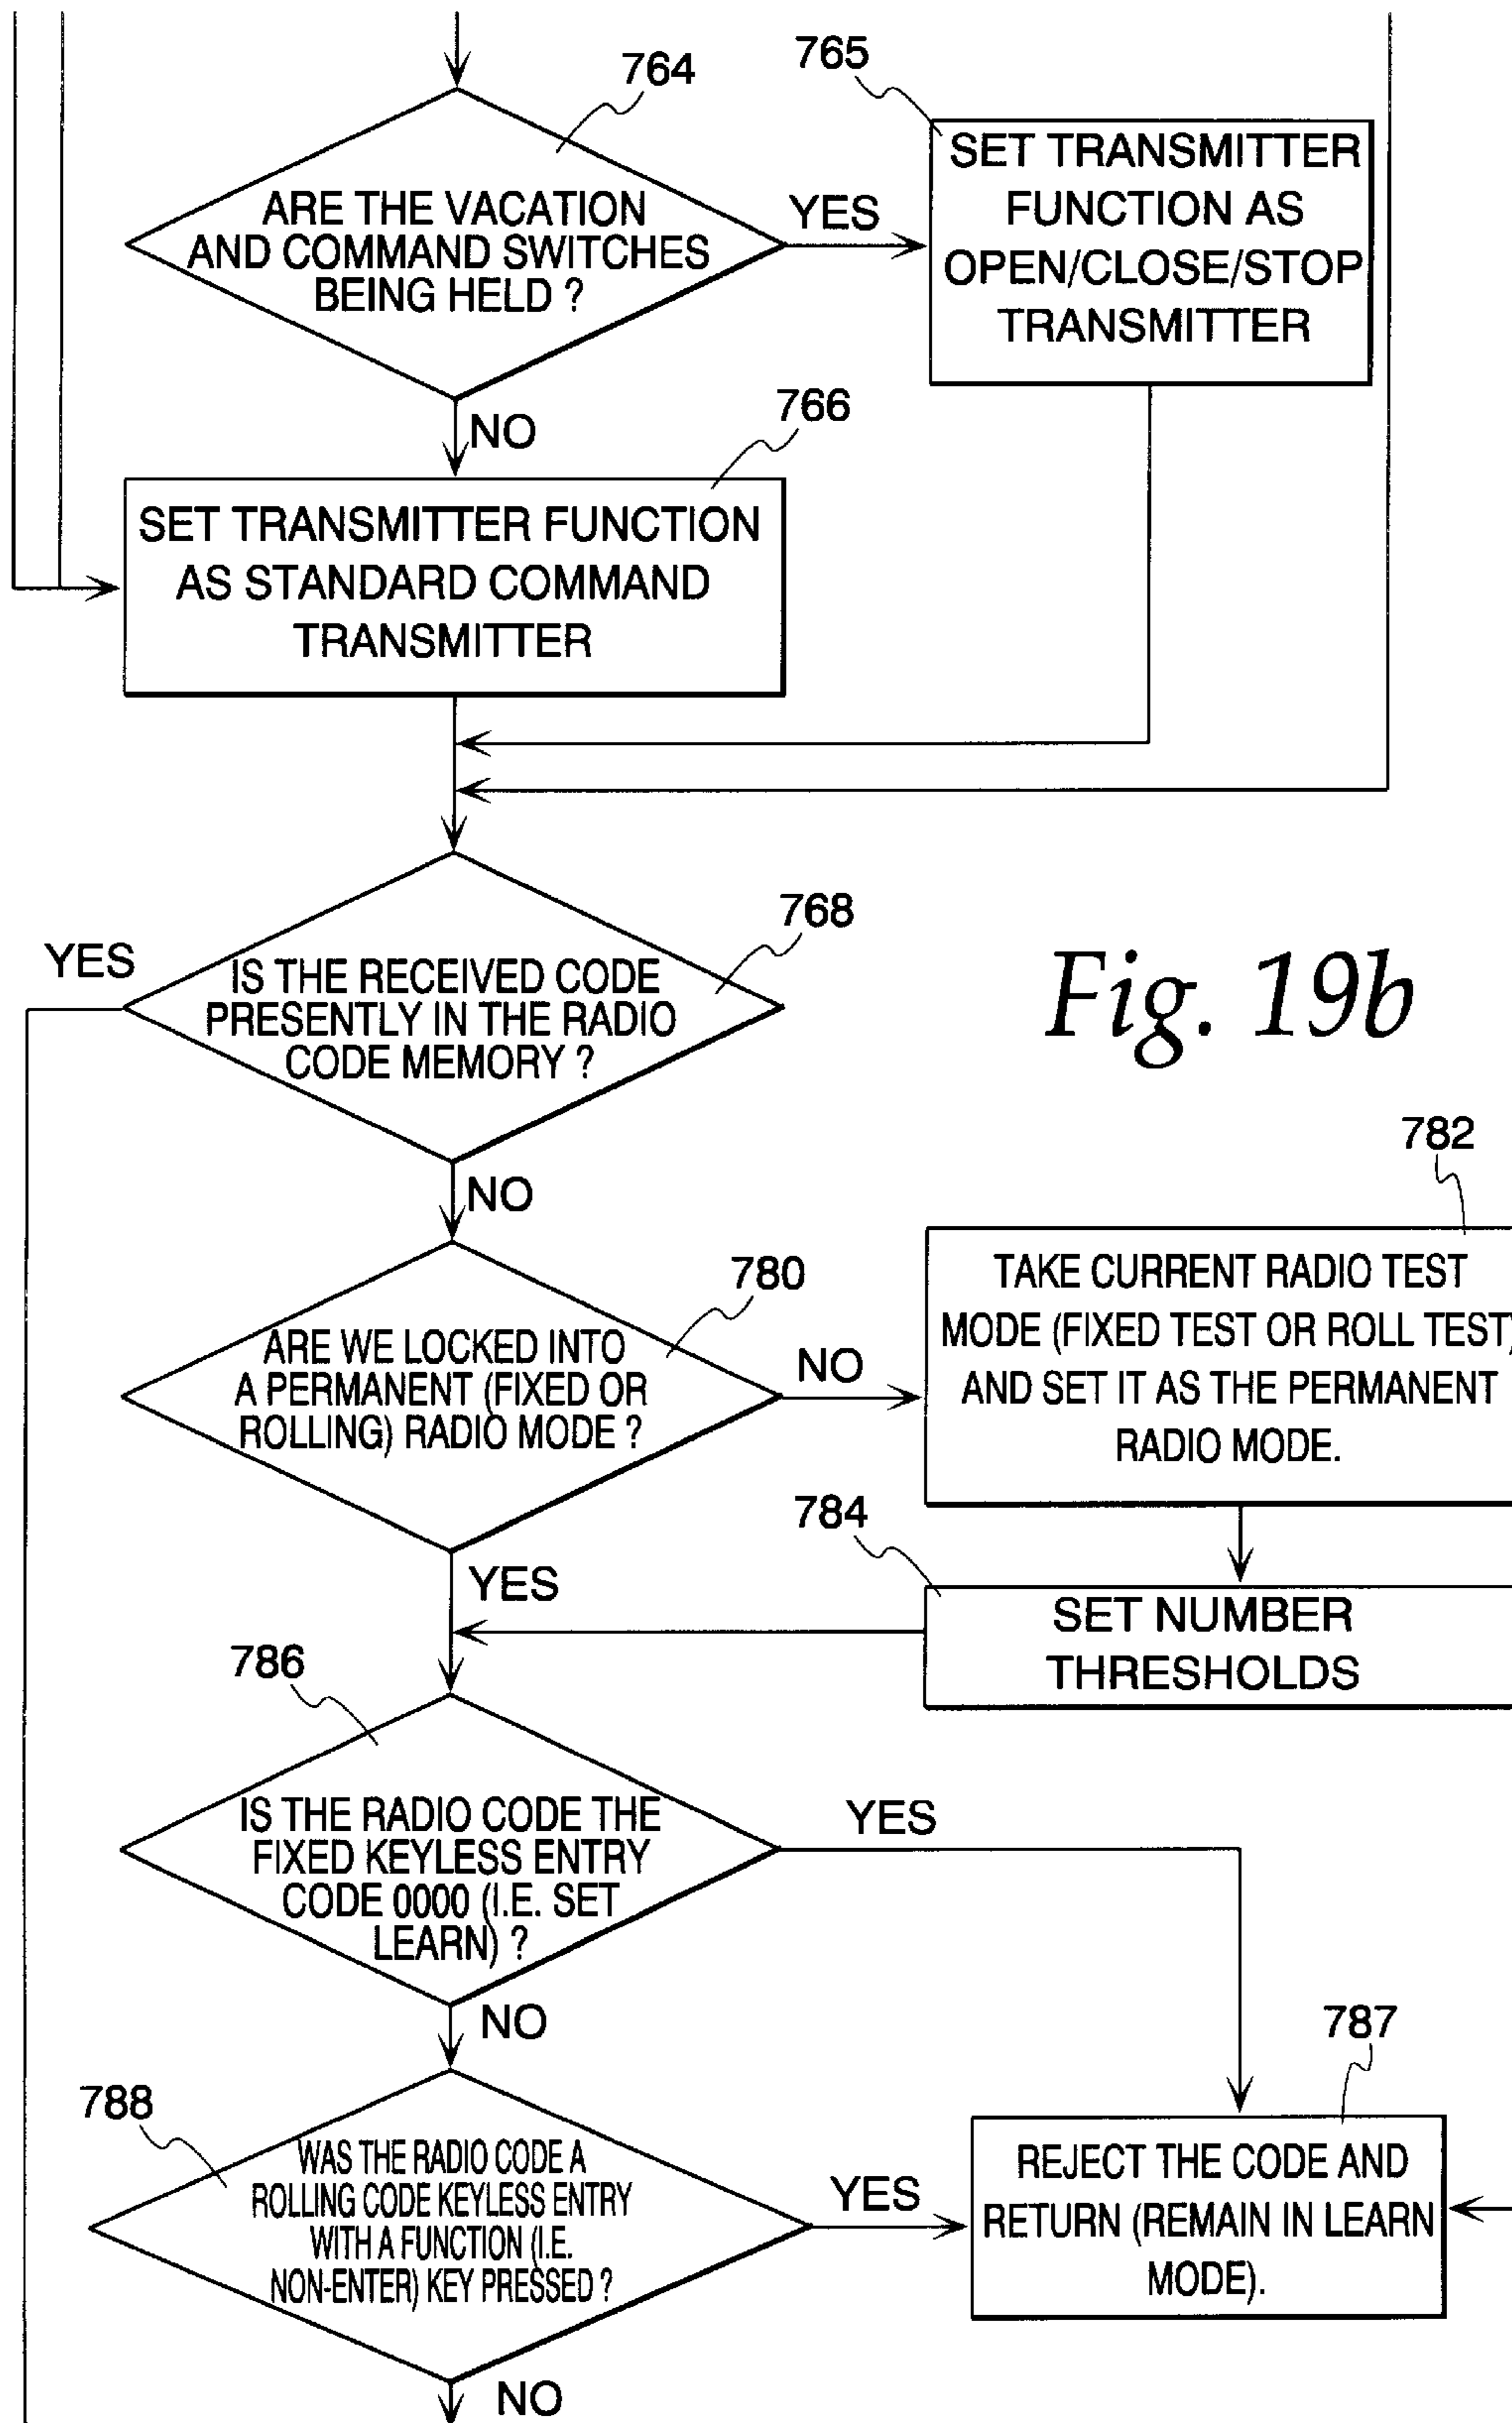 764
765
ARE THE VACATION
AND COMMAND SWITCHES
BEING HELD ?
YES
SET TRANSMITTER
FUNCTION AS
OPEN/CLOSE/STOP
TRANSMITTER
NO
766
SET TRANSMITTER FUNCTION
AS STANDARD COMMAND
TRANSMITTER
768
YES
IS THE RECEIVED CODE
PRESENTLY IN THE RADIO
CODE MEMORY ?
Fig. 19b
NO
780
782
ARE WE LOCKED INTO
A PERMANENT (FIXED OR
ROLLING) RADIO MODE ?
NO
TAKE CURRENT RADIO TEST
MODE (FIXED TEST OR ROLL TEST)
AND SET IT AS THE PERMANENT
RADIO MODE.
784
YES
SET NUMBER
THRESHOLDS
786
IS THE RADIO CODE THE
FIXED KEYLESS ENTRY
CODE 0000 (I.E. SET
LEARN) ?
YES
NO
787
788
WAS THE RADIO CODE A
ROLLING CODE KEYLESS ENTRY
WITH A FUNCTION (I.E.
NON-ENTER) KEY PRESSED ?
YES
REJECT THE CODE AND
RETURN (REMAIN IN LEARN
MODE).
NO